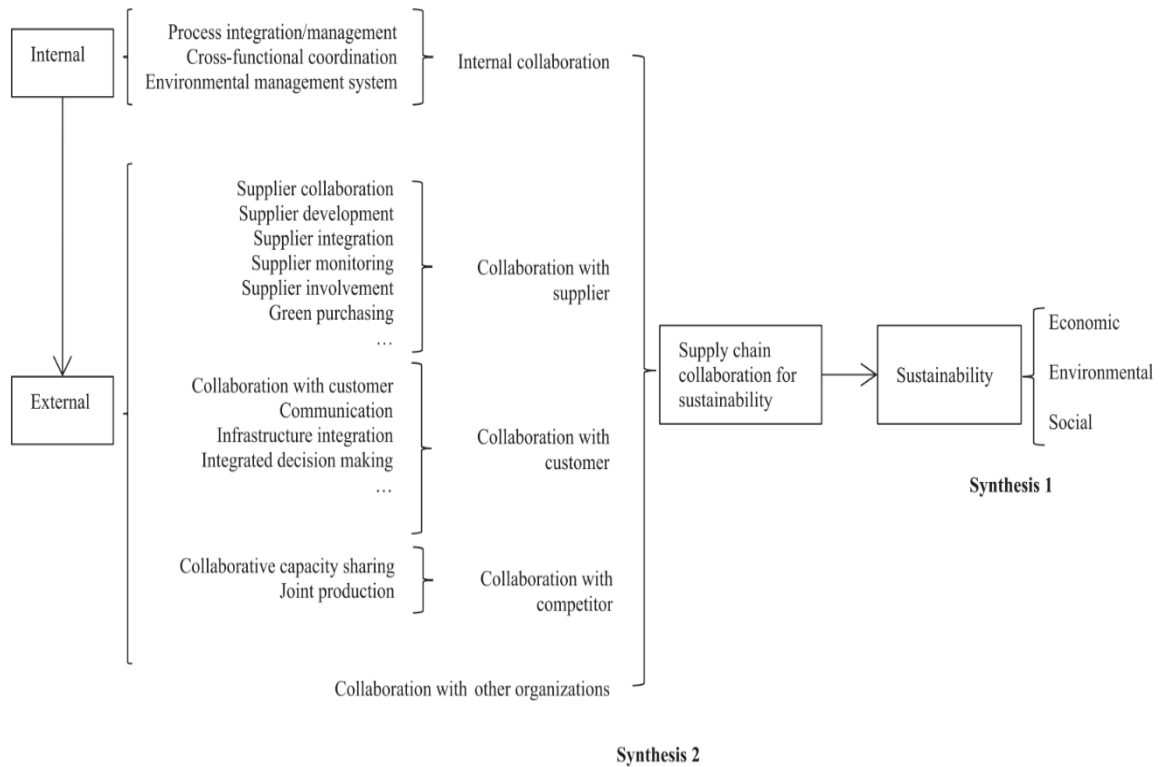 Internal
Process integration/management
Cross-functional coordination
Environmental management system
Internal collaboration
External
Supplier collaboration
Supplier development
Supplier integration
Supplier monitoring
Supplier involvement
Green purchasing
…
Collaboration with
supplier
Collaboration with customer
Communication
Infrastructure integration
Integrated decision making
…
Collaboration with
customer
Collaborative capacity sharing
Joint production
Collaboration with
competitor
Collaboration with other organizations
Supply chain
collaboration for
sustainability
Sustainability
Economic
Environmental
Social
Synthesis 1
Synthesis 2